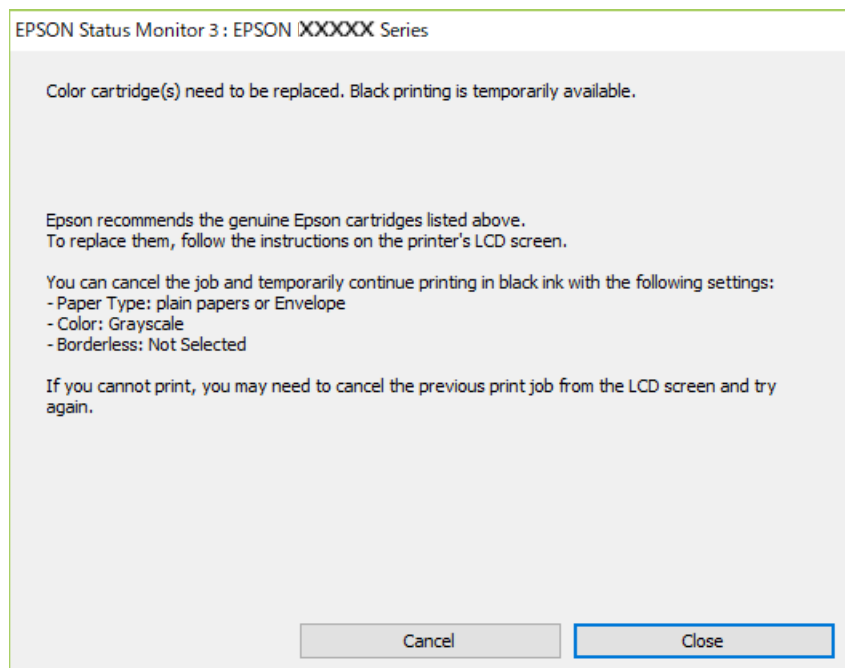 EPSON Status Monitor 3 : EPSON XXXXX Series
Color cartridge(s) need to be replaced. Black printing is temporarily available.
Epson recommends the genuine Epson cartridges listed above.
To replace them, follow the instructions on the printer's LCD screen.
You can cancel the job and temporarily continue printing in black ink with the following settings:
- Paper Type: plain papers or Envelope
- Color: Grayscale
- Borderless: Not Selected
If you cannot print, you may need to cancel the previous print job from the LCD screen and try
again.
Cancel
Close